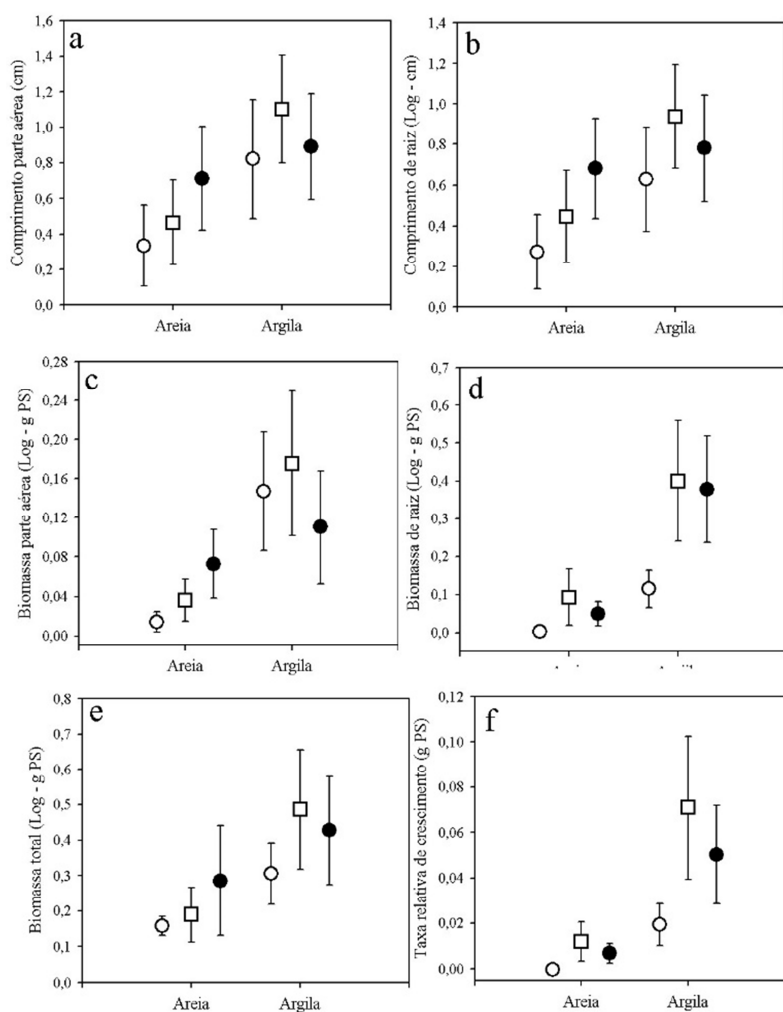 a
Comprimento parte aérea (cm)
1,6
1,4
1,2
1,0
0,8
0,6
0,4
0,2
0,0
Areia
Argila
b
Comprimento de raiz (Log - cm)
1,4
1,2
1,0
0,8
0,6
0,4
0,2
0,0
Areia
Argila
c
Biomassa parte aérea (Log - g PS)
0,28
0,24
0,20
0,16
0,12
0,08
0,04
0,00
Areia
Argila
d
Biomassa de raiz (Log - g PS)
0,7
0,6
0,5
0,4
0,3
0,2
0,1
0,0
Areia
Argila
e
Biomassa total (Log - g PS)
0,8
0,7
0,6
0,5
0,4
0,3
0,2
0,1
0,0
Areia
Argila
f
Taxa relativa de crescimento (g PS)
0,12
0,10
0,08
0,06
0,04
0,02
0,00
Areia
Argila